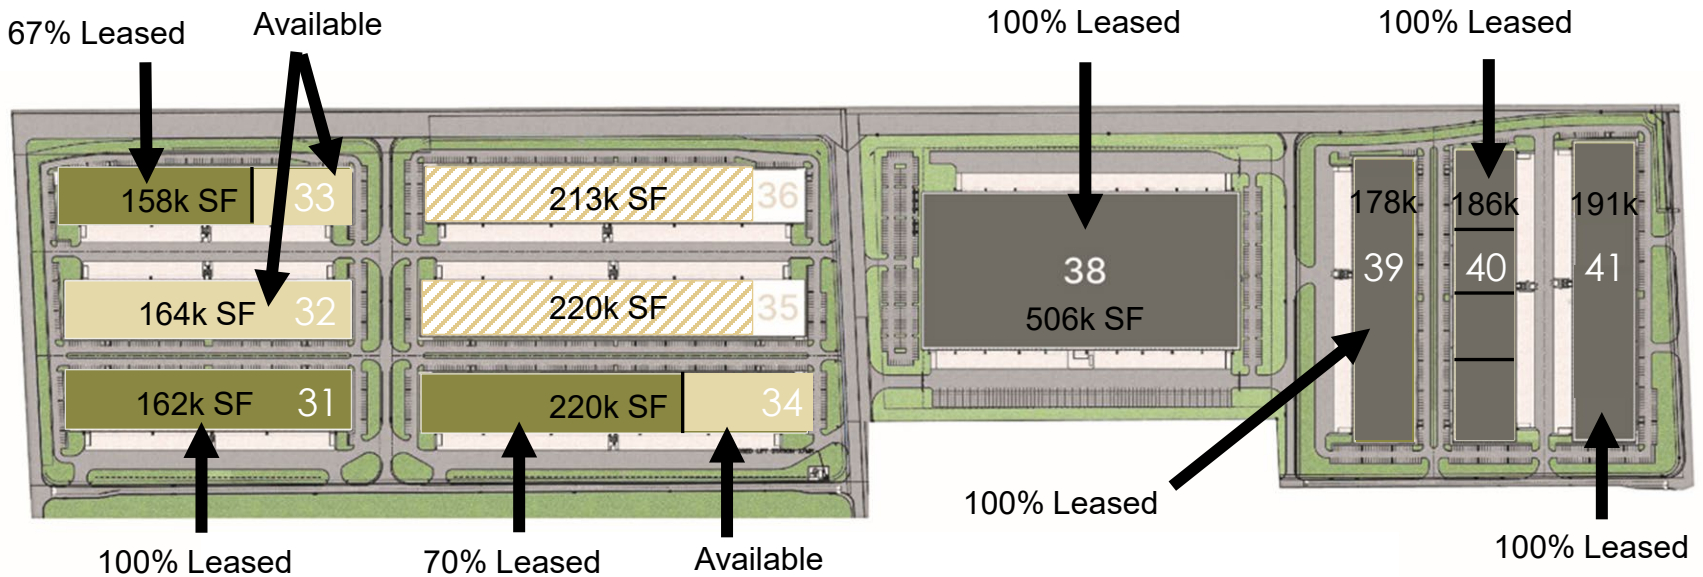 67% Leased
Available
100% Leased
100% Leased
158k SF
33
213k SF
36
178k
186k
191k
164k SF
32
220k SF
35
38
506k SF
39
40
41
162k SF
31
220k SF
34
100% Leased
70% Leased
Available
100% Leased
100% Leased